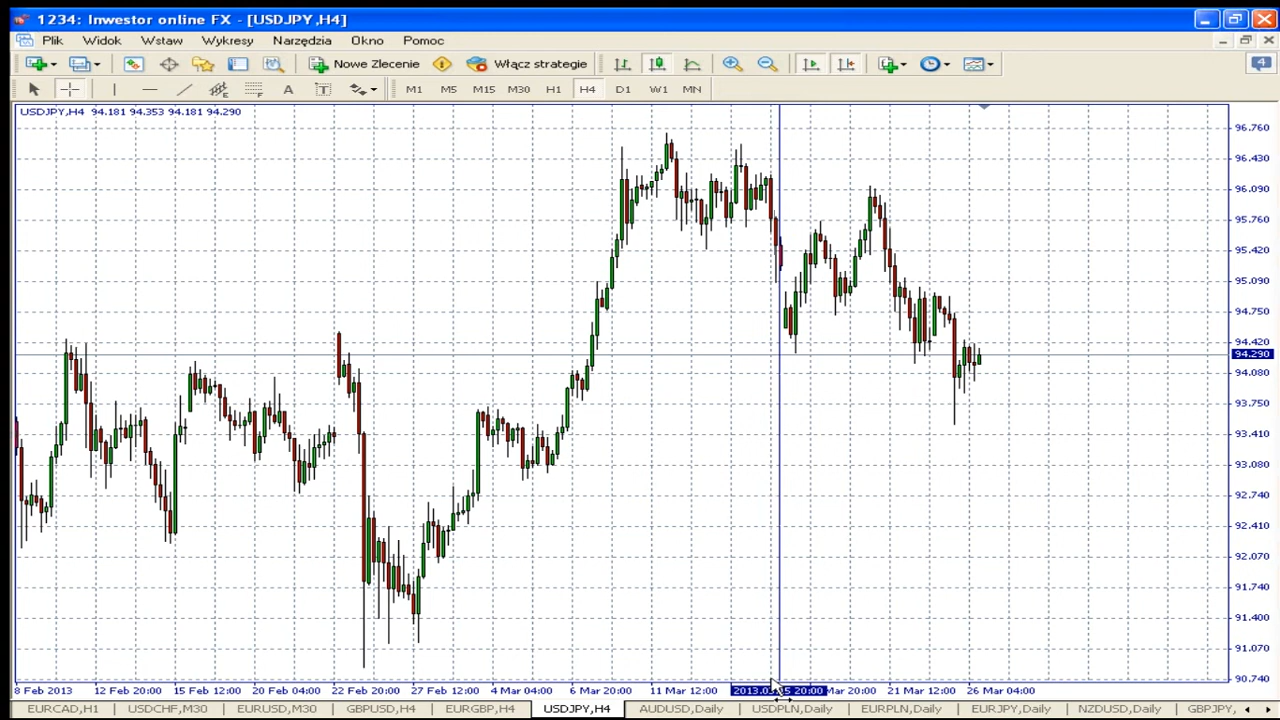 1234: Inwestor online FX - [USDJPY,H4]
Plik Widok Wstaw Wykresy Narzędzia Okno Pomoc
Nowe Zlecenie Włącz strategie 4
A T M1 M5 M15 M30 H1 H4 D1 W1 MN
USDJPY,H4 94.181 94.353 94.181 94.290
96.760
96.430
96.090
95.760
95.420
95.090
94.750
94.420
94.290
94.080
93.750
93.410
93.080
92.740
92.410
92.070
91.740
91.400
91.070
90.740
8 Feb 2013 12 Feb 20:00 15 Feb 12:00 20 Feb 04:00 22 Feb 20:00 27 Feb 12:00 4 Mar 04:00 6 Mar 20:00 11 Mar 12:00 20:00 Mar 20:00 21 Mar 12:00 26 Mar 04:00
EURCAD,H1 USDCHF,M30 EURUSD,M30 GBPUSD,H4 EURGBP,H4 USDJPY,H4 AUDUSD,Daily USDPLN,Daily EURPLN,Daily EURJPY,Daily NZDUSD,Daily GBPJPY,